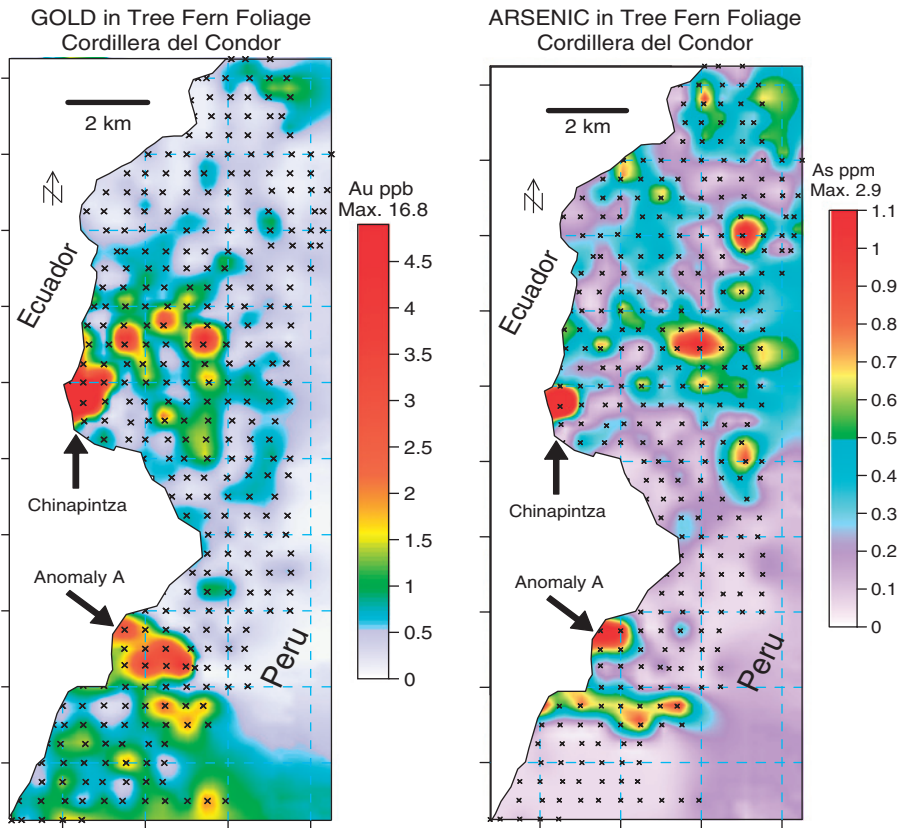 GOLD in Tree Fern Foliage
Cordillera del Condor
2 km
N
Ecuador
Chinapintza
Anomaly A
Peru
Au ppb
Max. 16.8
4.5
4
3.5
3
2.5
2
1.5
1
0.5
0
ARSENIC in Tree Fern Foliage
Cordillera del Condor
2 km
N
Ecuador
Chinapintza
Anomaly A
Peru
As ppm
Max. 2.9
1.1
1
0.9
0.8
0.7
0.6
0.5
0.4
0.3
0.2
0.1
0